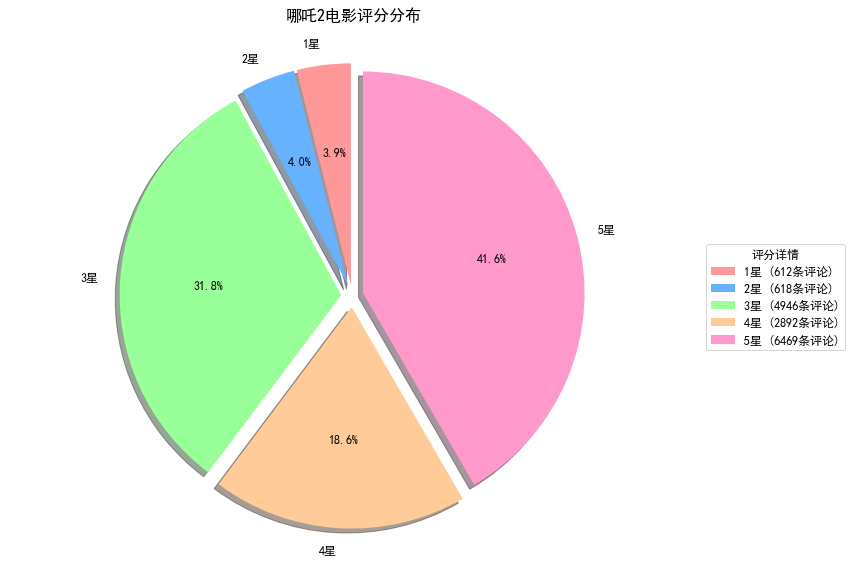 哪吒2电影评分分布
1星
2星
3.9%
4.0%
5星
41.6%
3星
31.8%
18.6%
4星
评分详情
1星 (612条评论)
2星 (618条评论)
3星 (4946条评论)
4星 (2892条评论)
5星 (6469条评论)